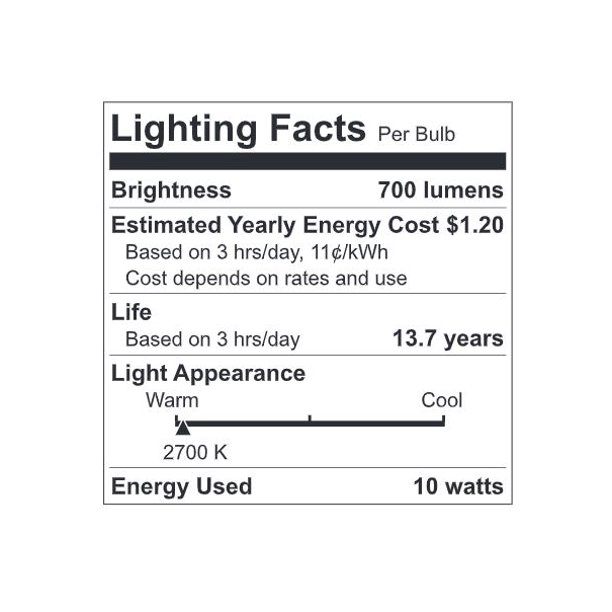 Lighting Facts Per Bulb
Brightness 700 lumens
Estimated Yearly Energy Cost $1.20
Based on 3 hrs/day, 11¢/kWh
Cost depends on rates and use
Life
Based on 3 hrs/day 13.7 years
Light Appearance
Warm Cool
2700 K
Energy Used 10 watts